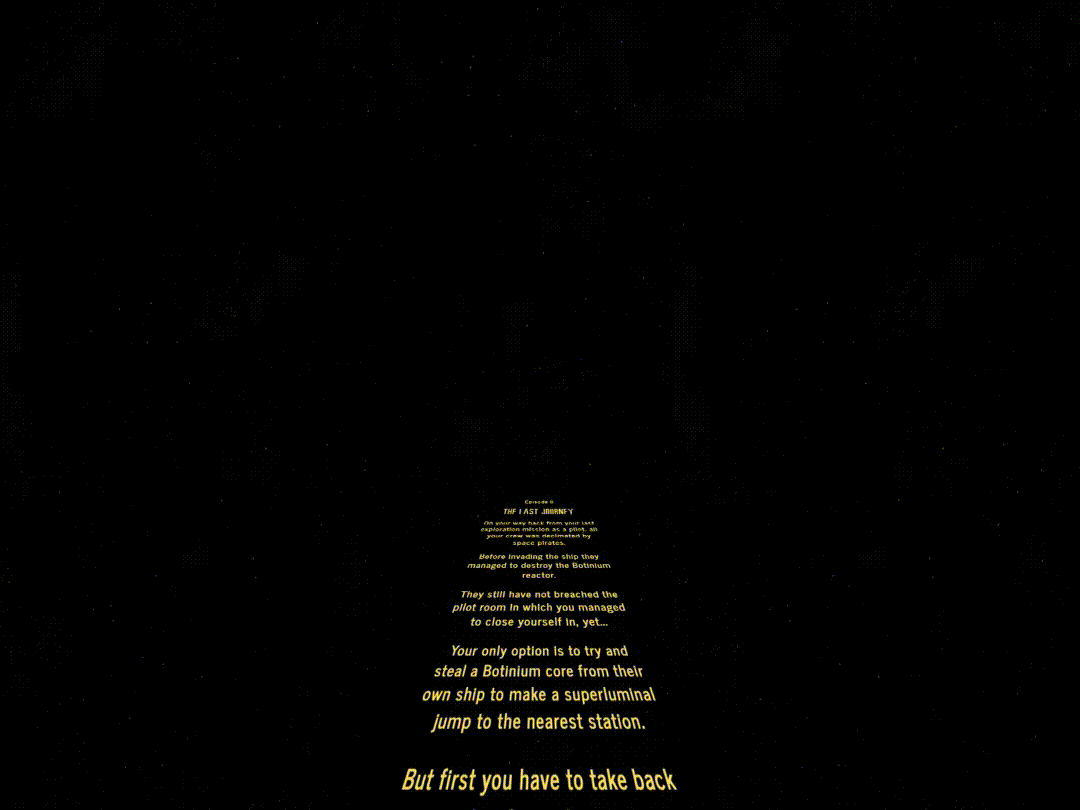 Episode II
THE LAST JOURNEY
On your way back from your last
exploration mission as a pilot, all
your crew was decimated by
space pirates.
Before invading the ship they
managed to destroy the Botinium
reactor.
They still have not breached the
pilot room in which you managed
to close yourself in, yet...
Your only option is to try and
steal a Botinium core from their
own ship to make a superluminal
jump to the nearest station.
But first you have to take back